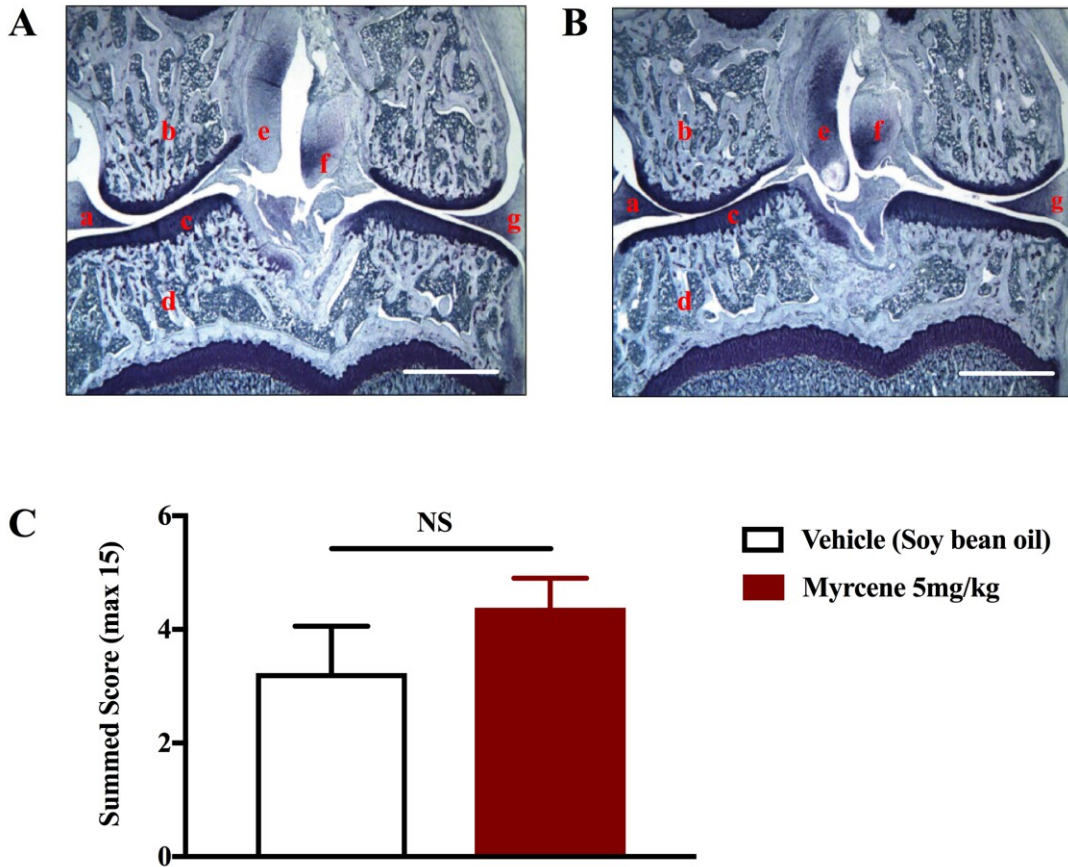 A
b
e
f
a
c
g
d
B
b
e
f
a
c
g
d
C
Summed Score (max 15)
6
4
2
0
NS
Vehicle (Soy bean oil)
Myrcene 5mg/kg